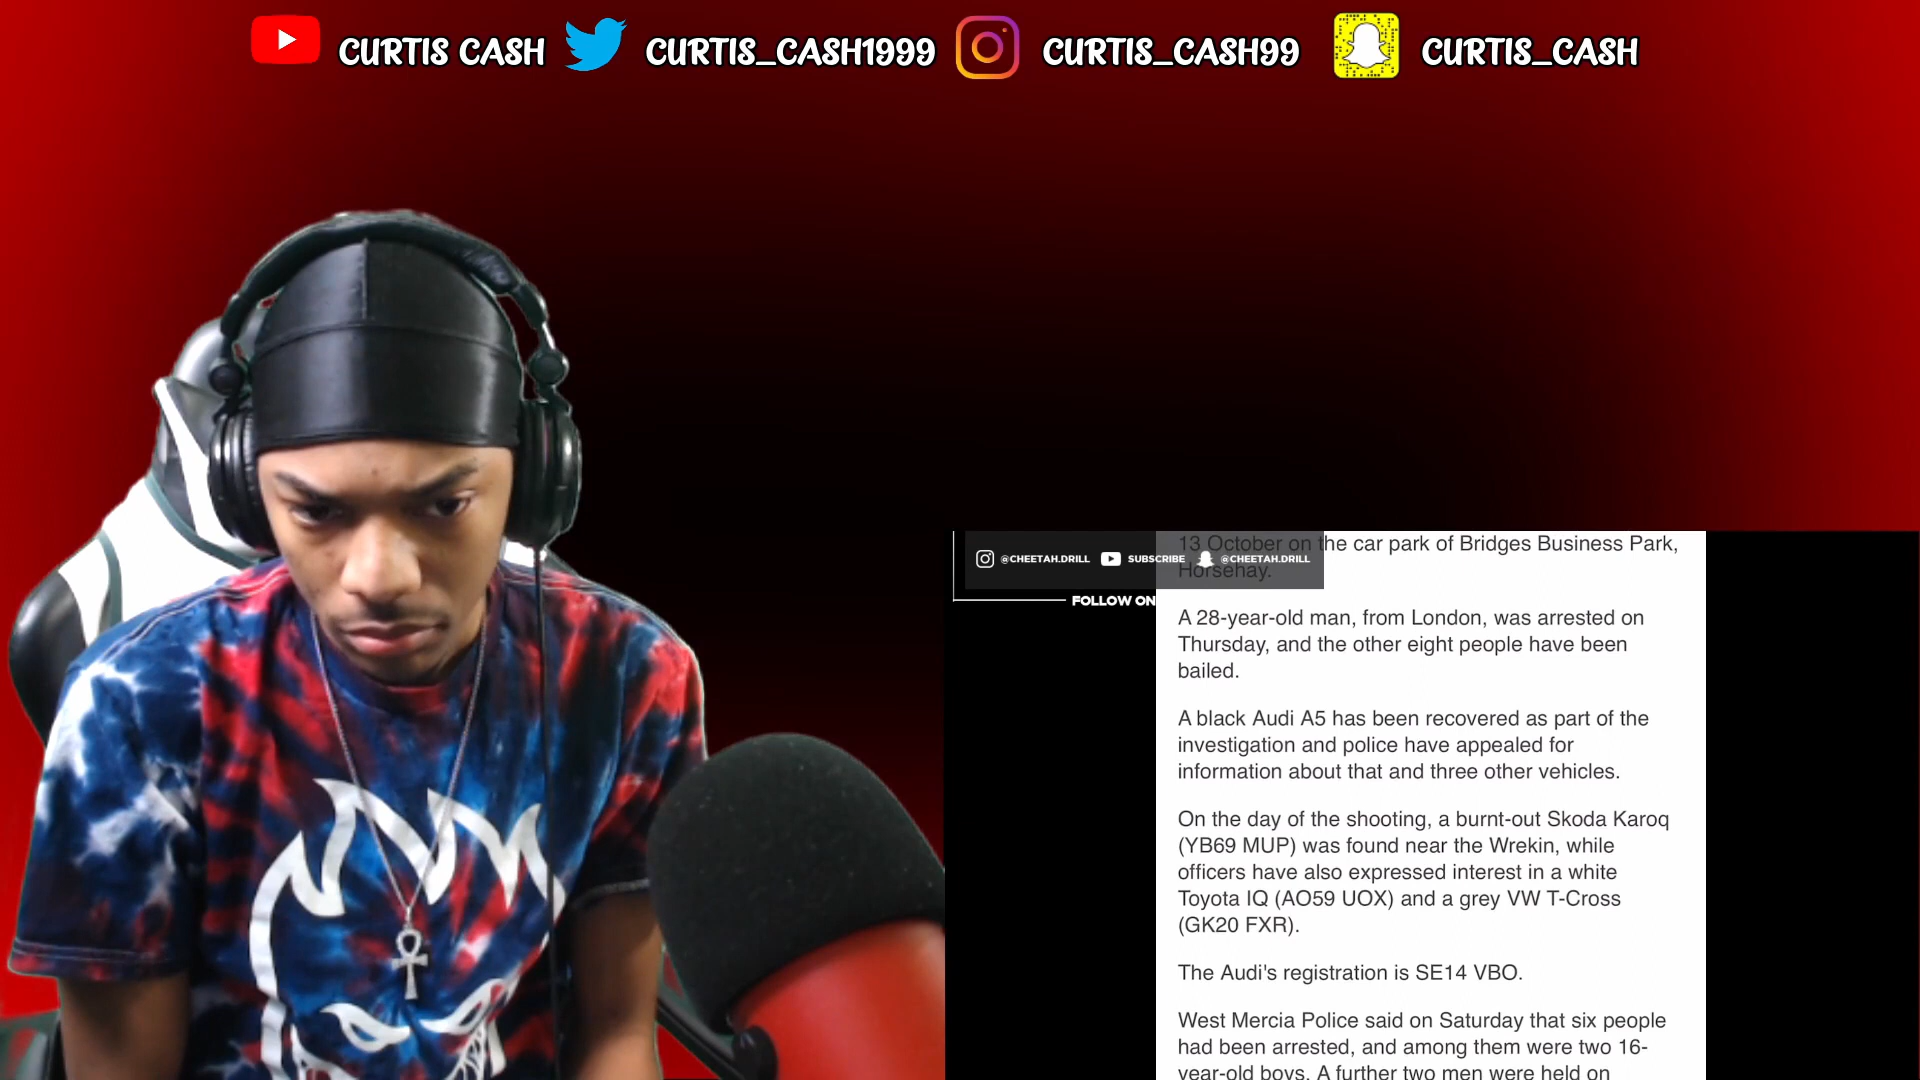 CURTIS CASH CURTIS_CASH1999 CURTIS_CASH99 CURTIS_CASH
@CHEETAH.DRILL SUBSCRIBE @CHEETAH.DRILL
FOLLOW ON
13 October on the car park of Bridges Business Park,
Horsehay.
A 28-year-old man, from London, was arrested on
Thursday, and the other eight people have been
bailed.
A black Audi A5 has been recovered as part of the
investigation and police have appealed for
information about that and three other vehicles.
On the day of the shooting, a burnt-out Skoda Karoq
(YB69 MUP) was found near the Wrekin, while
officers have also expressed interest in a white
Toyota IQ (AO59 UOX) and a grey VW T-Cross
(GK20 FXR).
The Audi's registration is SE14 VBO.
West Mercia Police said on Saturday that six people
had been arrested, and among them were two 16-
year-old boys. A further two men were held on